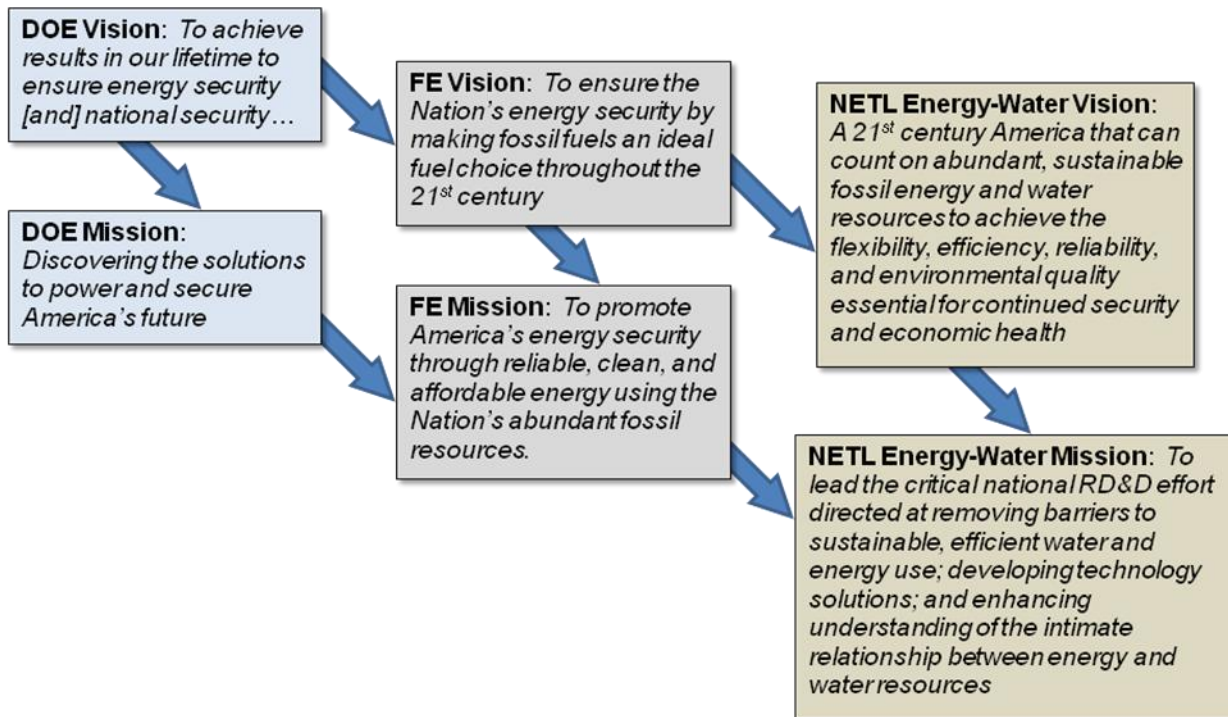 DOE Vision: To achieve
results in our lifetime to
ensure energy security
[and] national security…
DOE Mission:
Discovering the solutions
to power and secure
America's future
FE Vision: To ensure the
Nation's energy security by
making fossil fuels an ideal
fuel choice throughout the
21st century
FE Mission: To promote
America's energy security
through reliable, clean, and
affordable energy using the
Nation's abundant fossil
resources.
NETL Energy-Water Vision:
A 21st century America that can
count on abundant, sustainable
fossil energy and water
resources to achieve the
flexibility, efficiency, reliability,
and environmental quality
essential for continued security
and economic health
NETL Energy-Water Mission: To
lead the critical national RD&D effort
directed at removing barriers to
sustainable, efficient water and
energy use; developing technology
solutions; and enhancing
understanding of the intimate
relationship between energy and
water resources